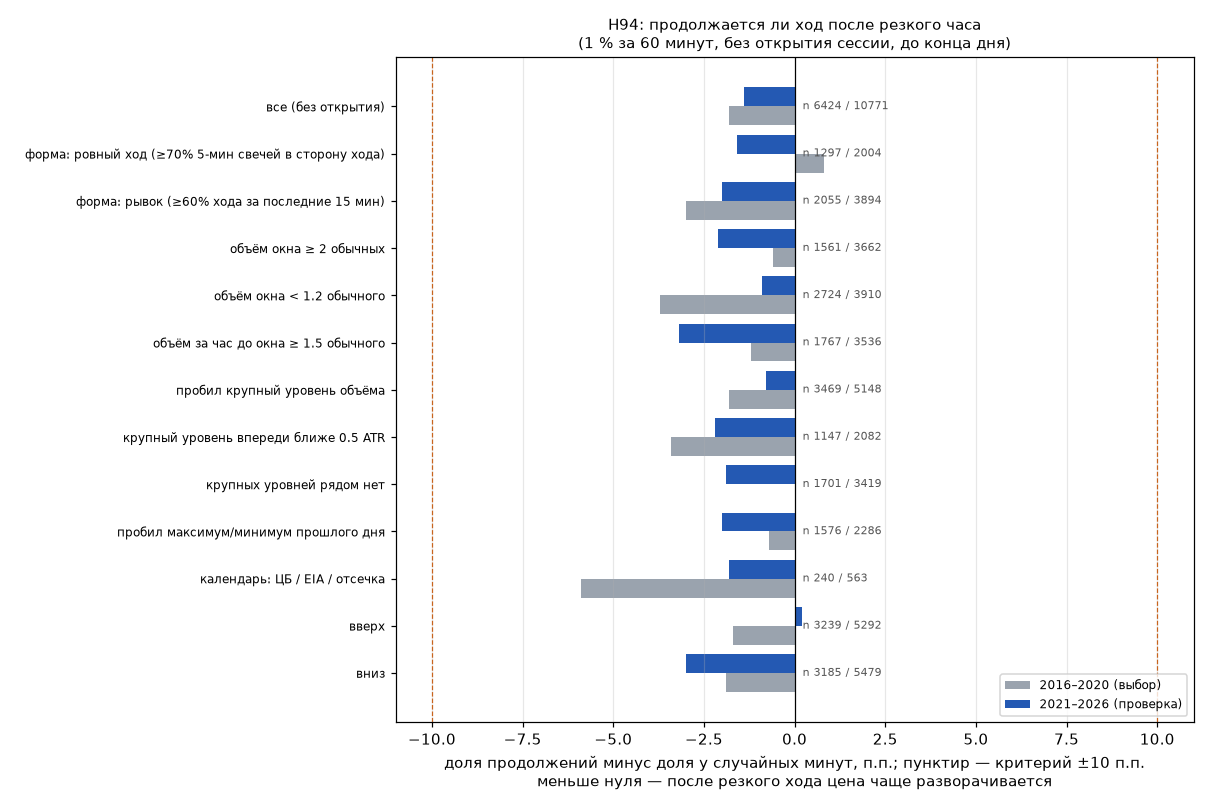 H94: продолжается ли ход после резкого часа
(1 % за 60 минут, без открытия сессии, до конца дня)
все (без открытия)
n 6424 / 10771
форма: ровный ход (≥70% 5-мин свечей в сторону хода)
n 1297 / 2004
форма: рывок (≥60% хода за последние 15 мин)
n 2055 / 3894
объём окна ≥ 2 обычных
n 1561 / 3662
объём окна < 1.2 обычного
n 2724 / 3910
объём за час до окна ≥ 1.5 обычного
n 1767 / 3536
пробил крупный уровень объёма
n 3469 / 5148
крупный уровень впереди ближе 0.5 ATR
n 1147 / 2082
крупных уровней рядом нет
n 1701 / 3419
пробил максимум/минимум прошлого дня
n 1576 / 2286
календарь: ЦБ / EIA / отсечка
n 240 / 563
вверх
n 3239 / 5292
вниз
n 3185 / 5479
2016–2020 (выбор)
2021–2026 (проверка)
−10.0 −7.5 −5.0 −2.5 0.0 2.5 5.0 7.5 10.0
доля продолжений минус доля у случайных минут, п.п.; пунктир — критерий ±10 п.п.
меньше нуля — после резкого хода цена чаще разворачивается